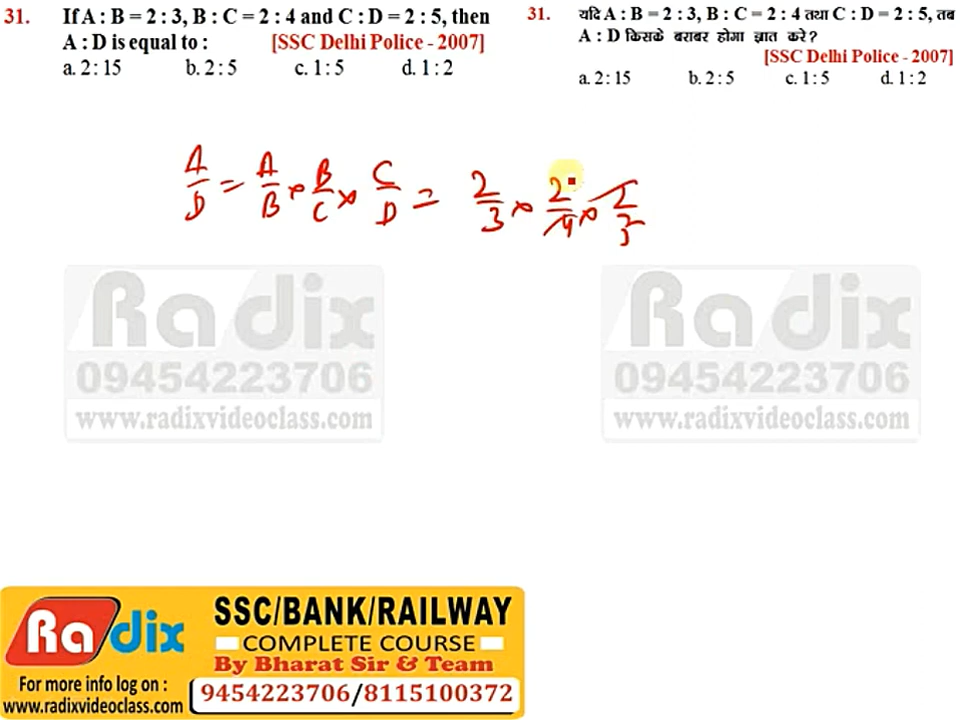 31. If A : B = 2 : 3, B : C = 2 : 4 and C : D = 2 : 5, then
A : D is equal to : [SSC Delhi Police - 2007]
a. 2 : 15 b. 2 : 5 c. 1 : 5 d. 1 : 2
31. यदि A : B = 2 : 3, B : C = 2 : 4 तथा C : D = 2 : 5, तब
A : D किसके बराबर होगा ज्ञात करे ?
[SSC Delhi Police - 2007]
a. 2 : 15 b. 2 : 5 c. 1 : 5 d. 1 : 2
A/D = A/B × B/C × C/D = 2/3 × 2/4 × 2/5
Radix
09454223706
www.radixvideoclass.com
Radix
09454223706
www.radixvideoclass.com
Radix
For more info log on :
www.radixvideoclass.com
SSC/BANK/RAILWAY
COMPLETE COURSE
By Bharat Sir & Team
9454223706/8115100372